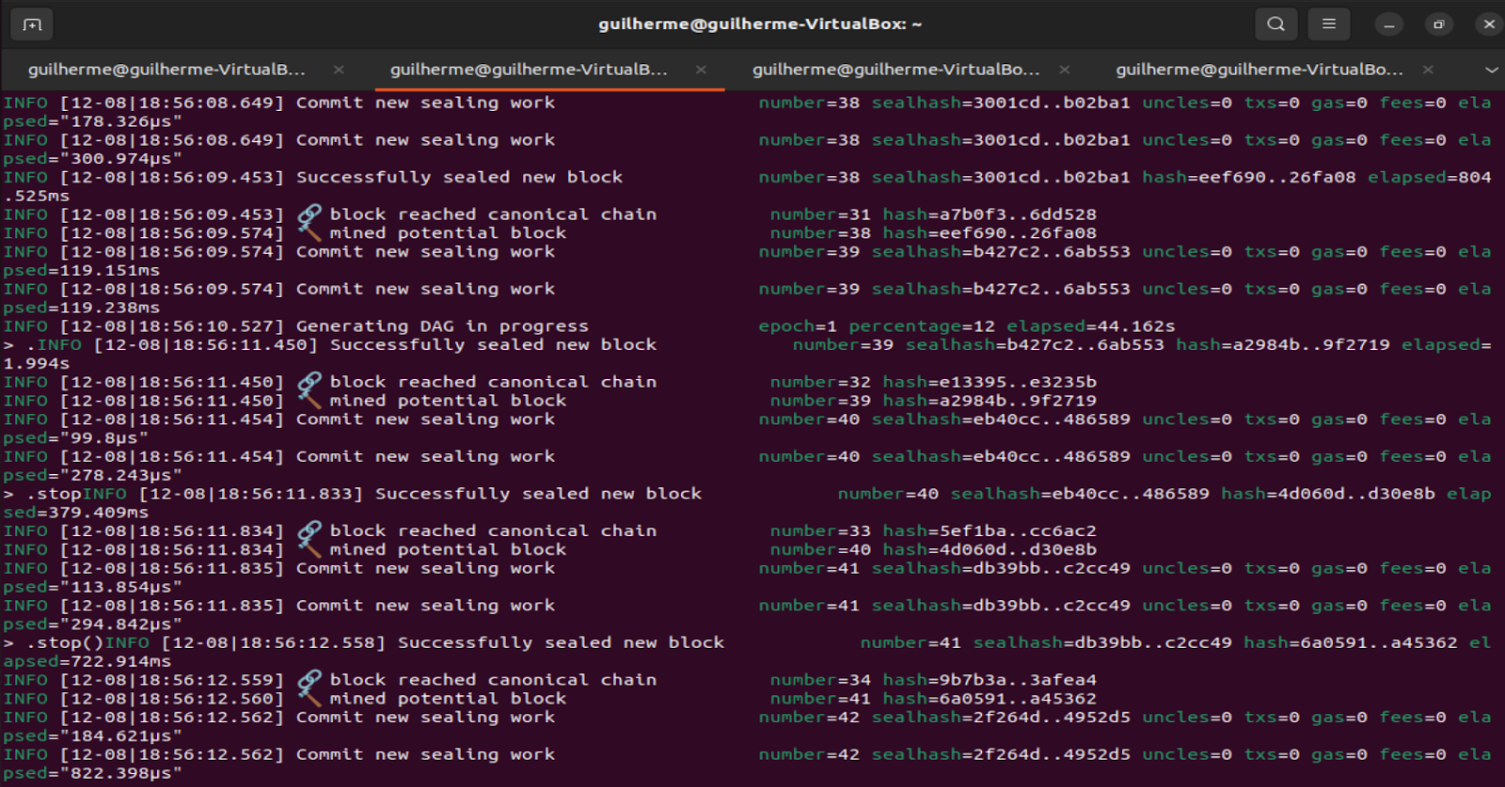 guilherme@guilherme-VirtualBox: ~
guilherme@guilherme-VirtualB... guilherme@guilherme-VirtualB... guilherme@guilherme-VirtualBo... guilherme@guilherme-VirtualBo...
INFO [12-08|18:56:08.649] Commit new sealing work number=38 sealhash=3001cd..b02ba1 uncles=0 txs=0 gas=0 fees=0 ela
psed="178.326µs"
INFO [12-08|18:56:08.649] Commit new sealing work number=38 sealhash=3001cd..b02ba1 uncles=0 txs=0 gas=0 fees=0 ela
psed="300.974µs"
INFO [12-08|18:56:09.453] Successfully sealed new block number=38 sealhash=3001cd..b02ba1 hash=eef690..26fa08 elapsed=804
.525ms
INFO [12-08|18:56:09.453] 🔗 block reached canonical chain number=31 hash=a7b0f3..6dd528
INFO [12-08|18:56:09.574] 🔨 mined potential block number=38 hash=eef690..26fa08
INFO [12-08|18:56:09.574] Commit new sealing work number=39 sealhash=b427c2..6ab553 uncles=0 txs=0 gas=0 fees=0 ela
psed=119.151ms
INFO [12-08|18:56:09.574] Commit new sealing work number=39 sealhash=b427c2..6ab553 uncles=0 txs=0 gas=0 fees=0 ela
psed=119.238ms
INFO [12-08|18:56:10.527] Generating DAG in progress epoch=1 percentage=12 elapsed=44.162s
> .INFO [12-08|18:56:11.450] Successfully sealed new block number=39 sealhash=b427c2..6ab553 hash=a2984b..9f2719 elapsed=
1.994s
INFO [12-08|18:56:11.450] 🔗 block reached canonical chain number=32 hash=e13395..e3235b
INFO [12-08|18:56:11.450] 🔨 mined potential block number=39 hash=a2984b..9f2719
INFO [12-08|18:56:11.454] Commit new sealing work number=40 sealhash=eb40cc..486589 uncles=0 txs=0 gas=0 fees=0 ela
psed="99.8µs"
INFO [12-08|18:56:11.454] Commit new sealing work number=40 sealhash=eb40cc..486589 uncles=0 txs=0 gas=0 fees=0 ela
psed="278.243µs"
> .stopINFO [12-08|18:56:11.833] Successfully sealed new block number=40 sealhash=eb40cc..486589 hash=4d060d..d30e8b elap
sed=379.409ms
INFO [12-08|18:56:11.834] 🔗 block reached canonical chain number=33 hash=5ef1ba..cc6ac2
INFO [12-08|18:56:11.834] 🔨 mined potential block number=40 hash=4d060d..d30e8b
INFO [12-08|18:56:11.835] Commit new sealing work number=41 sealhash=db39bb..c2cc49 uncles=0 txs=0 gas=0 fees=0 ela
psed="113.854µs"
INFO [12-08|18:56:11.835] Commit new sealing work number=41 sealhash=db39bb..c2cc49 uncles=0 txs=0 gas=0 fees=0 ela
psed="294.842µs"
> .stop()INFO [12-08|18:56:12.558] Successfully sealed new block number=41 sealhash=db39bb..c2cc49 hash=6a0591..a45362 el
apsed=722.914ms
INFO [12-08|18:56:12.559] 🔗 block reached canonical chain number=34 hash=9b7b3a..3afea4
INFO [12-08|18:56:12.560] 🔨 mined potential block number=41 hash=6a0591..a45362
INFO [12-08|18:56:12.562] Commit new sealing work number=42 sealhash=2f264d..4952d5 uncles=0 txs=0 gas=0 fees=0 ela
psed="184.621µs"
INFO [12-08|18:56:12.562] Commit new sealing work number=42 sealhash=2f264d..4952d5 uncles=0 txs=0 gas=0 fees=0 ela
psed="822.398µs"